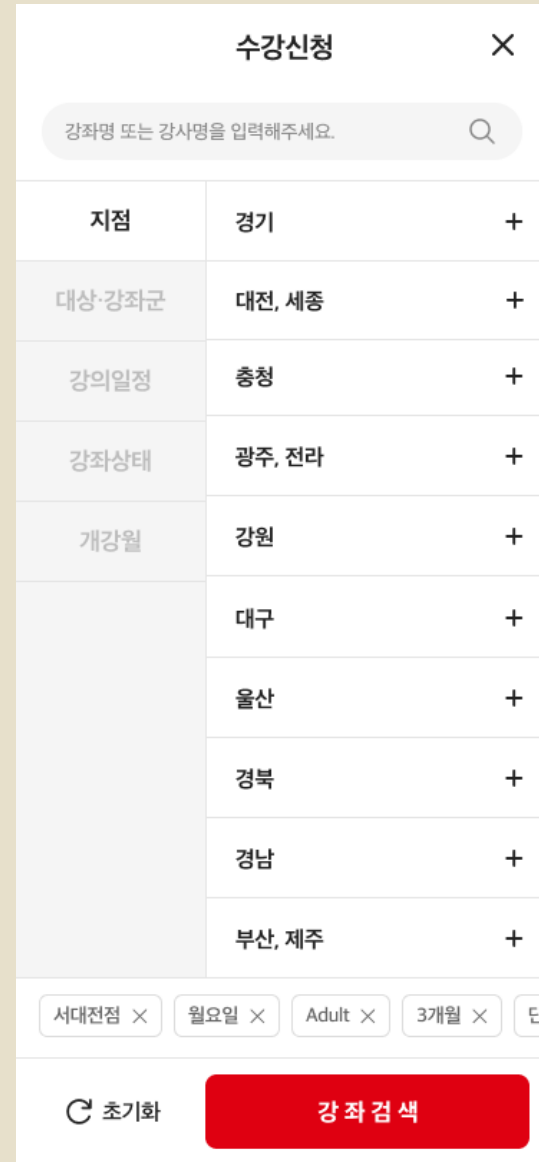 수강신청
강좌명 또는 강사명을 입력해주세요.
지점
대상·강좌군
강의일정
강좌상태
개강월
경기
대전, 세종
충청
광주, 전라
강원
대구
울산
경북
경남
부산, 제주
서대전점 월요일 Adult 3개월
초기화 강좌검색